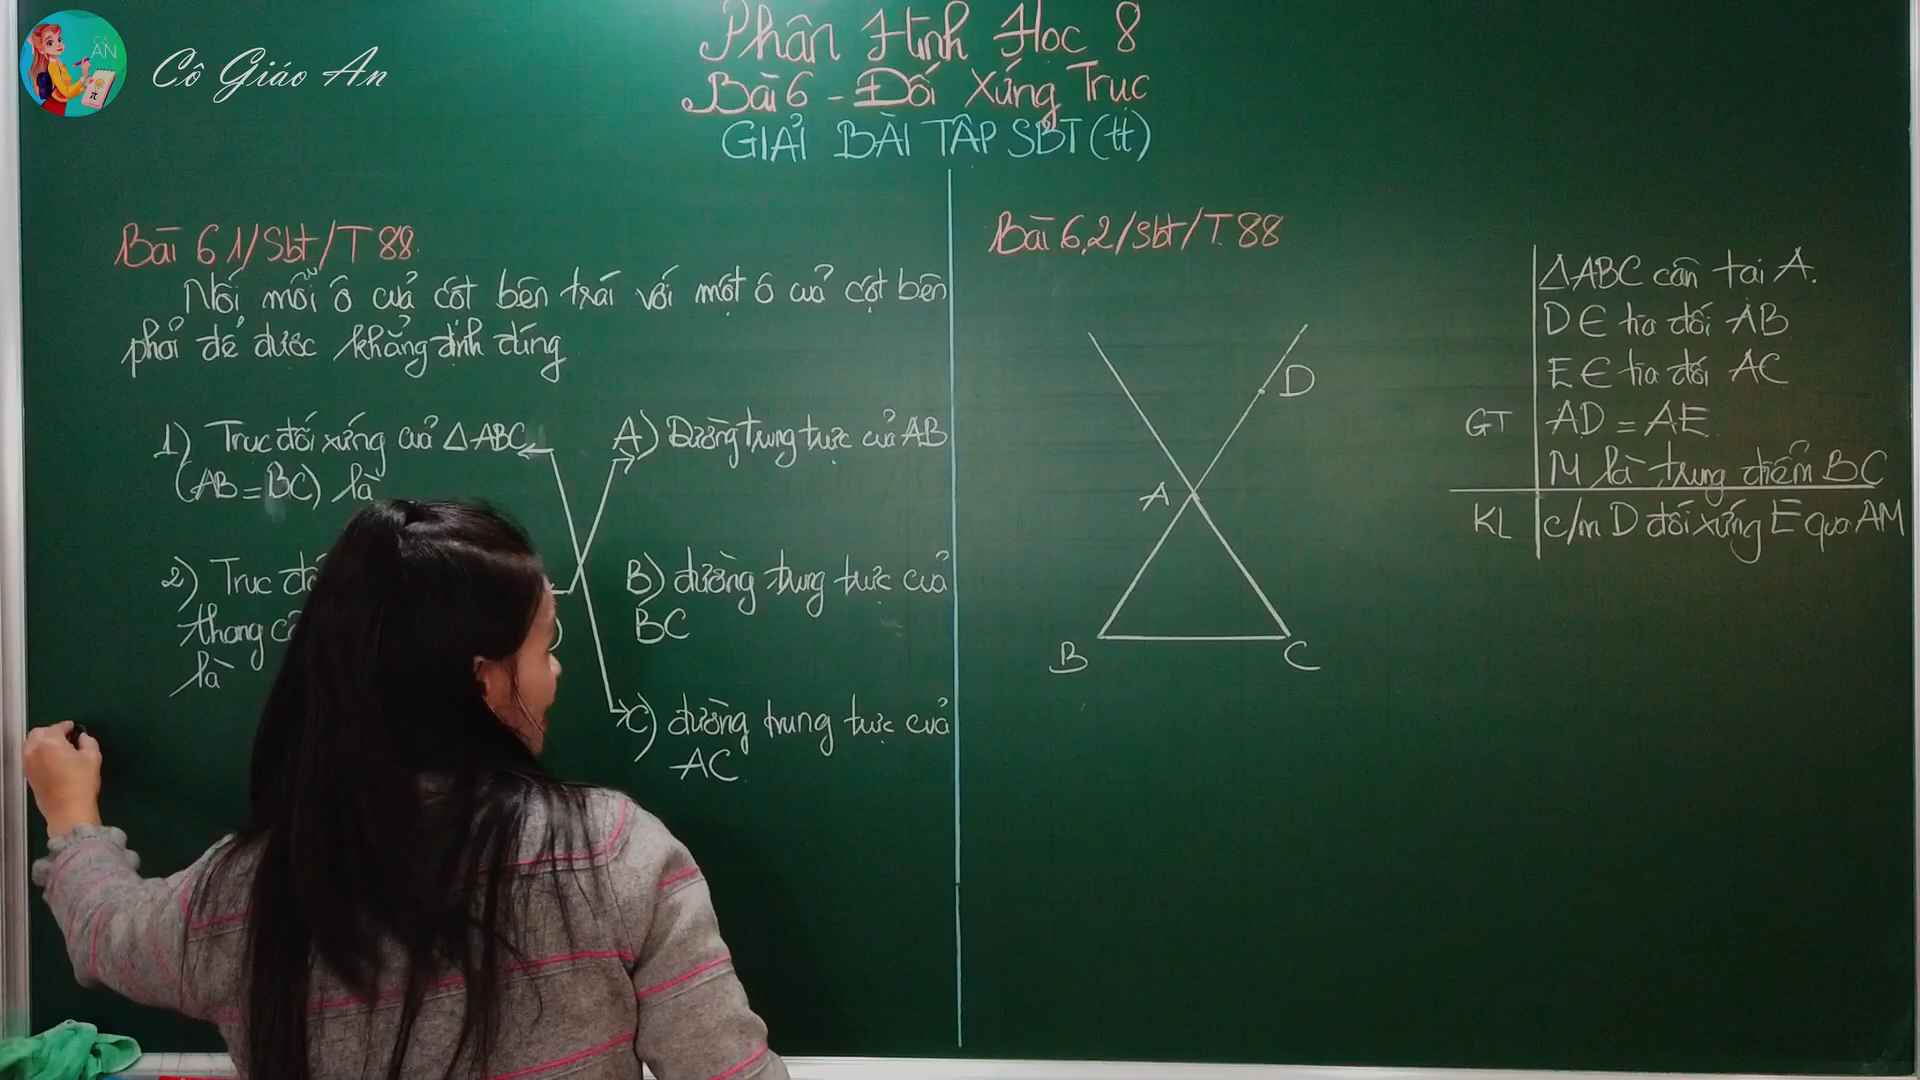 AN
Cô Giáo An
Phần Hình Học 8
Bài 6 - Đối Xứng Trục
GIẢI BÀI TẬP SBT (tt)
Bài 6.1/Sbt/T88.
Nối mỗi ô của cột bên trái với một ô của cột bên
phải để được khẳng định đúng
1) Trục đối xứng của ΔABC
(AB = BC) là
2) Trục
thang
là
A) Đường trung trực của AB
B) đường trung trực của
BC
C) đường trung trực của
AC.
Bài 6.2/sbt/T.88
D
A
B
C
ΔABC cân tại A.
D ∈ tia đối AB
E ∈ tia đối AC
GT AD = AE
M là trung điểm BC
KL c/m D đối xứng E qua AM